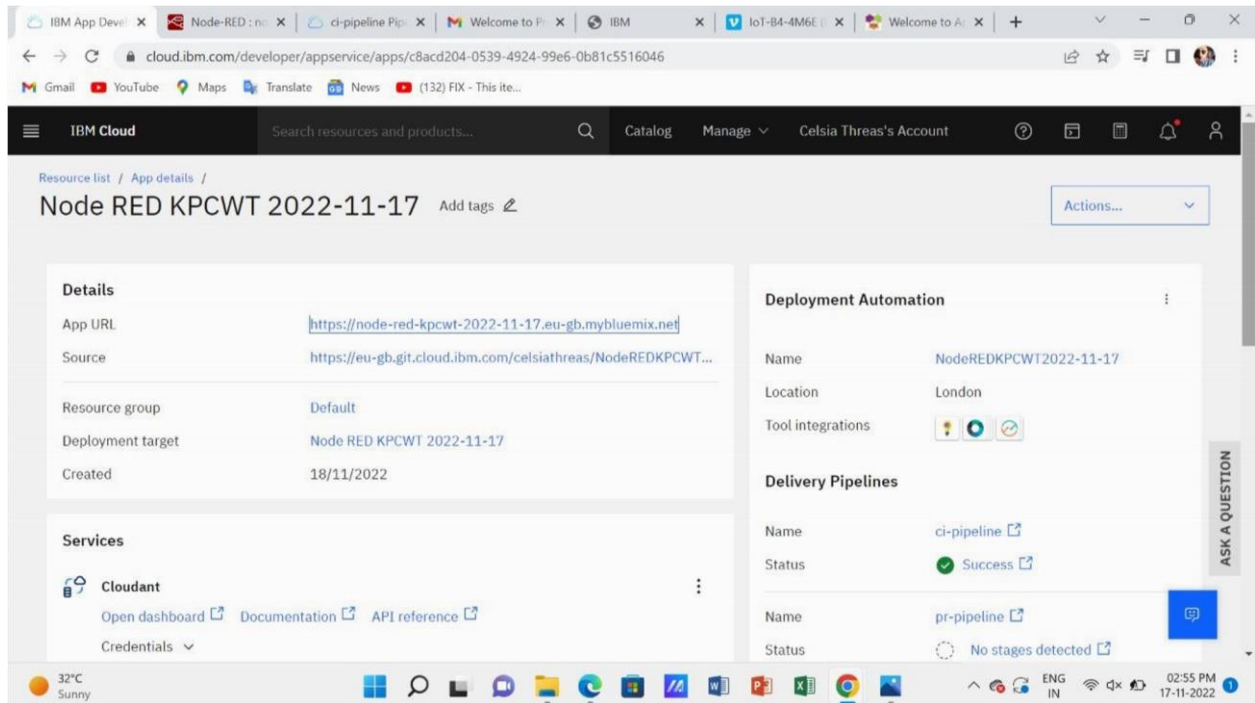 IBM App Devel
Node-RED : no
ci-pipeline Pip
Welcome to Pr
IBM
IoT-B4-4M6E (
Welcome to Ac
cloud.ibm.com/developer/appservice/apps/c8acd204-0539-4924-99e6-0b81c5516046
Gmail YouTube Maps Translate News (132) FIX - This ite...
IBM Cloud Search resources and products... Catalog Manage Celsia Threas's Account
Resource list / App details /
Node RED KPCWT 2022-11-17 Add tags
Actions...
Details
App URL https://node-red-kpcwt-2022-11-17.eu-gb.mybluemix.net
Source https://eu-gb.git.cloud.ibm.com/celsiathreas/NodeREDKPCWT...
Resource group Default
Deployment target Node RED KPCWT 2022-11-17
Created 18/11/2022
Services
Cloudant
Open dashboard Documentation API reference
Credentials
Deployment Automation
Name NodeREDKPCWT2022-11-17
Location London
Tool integrations
Delivery Pipelines
Name ci-pipeline
Status Success
Name pr-pipeline
Status No stages detected
ASK A QUESTION
32°C
Sunny
ENG
IN
02:55 PM
17-11-2022
1